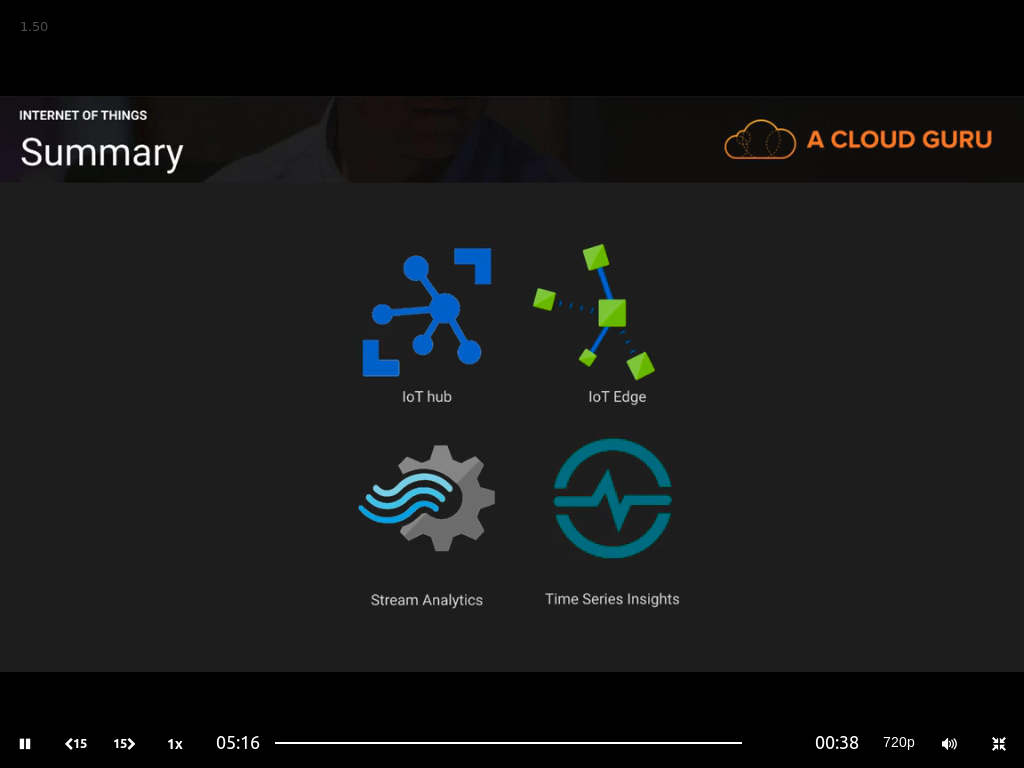 1.50
INTERNET OF THINGS
Summary
A CLOUD GURU
IoT hub
IoT Edge
Stream Analytics
Time Series Insights
15
15
1x
05:16
00:38
720p